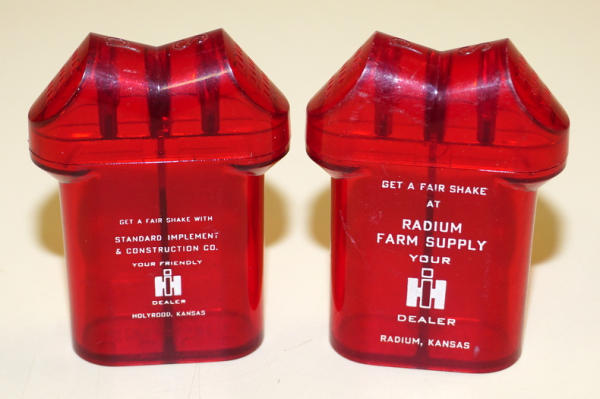 GET A FAIR SHAKE WITH
STANDARD IMPLEMENT
& CONSTRUCTION CO.
YOUR FRIENDLY
IH
DEALER
HOLYROOD, KANSAS
GET A FAIR SHAKE
AT
RADIUM
FARM SUPPLY
YOUR
IH
DEALER
RADIUM, KANSAS